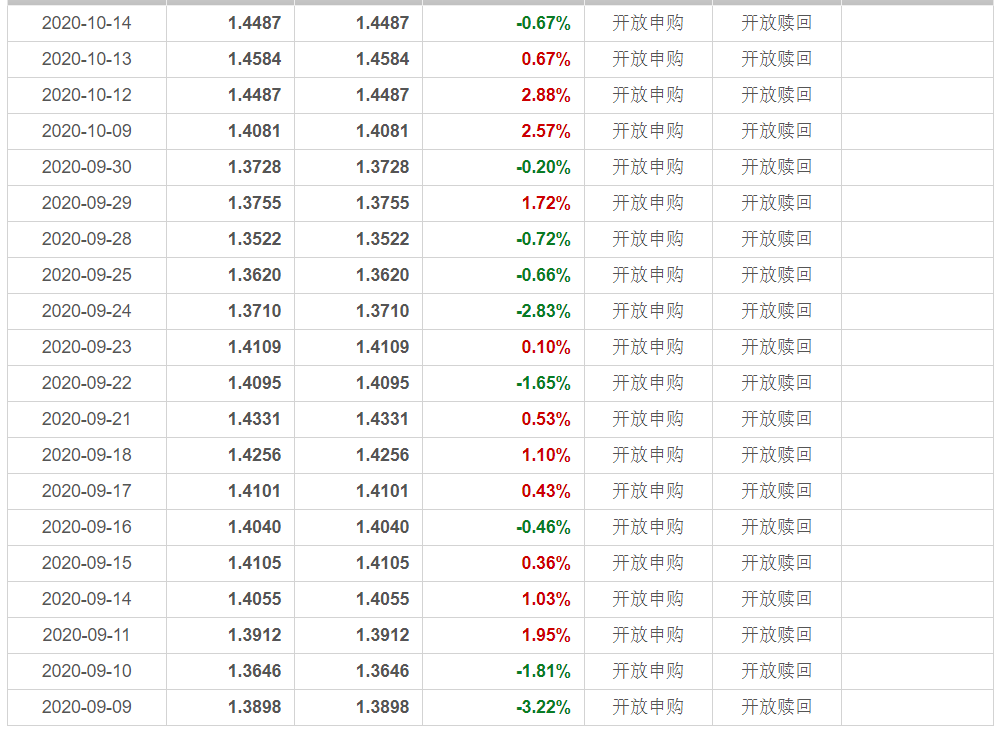 2020-10-14 1.4487 1.4487 -0.67% 开放申购 开放赎回
2020-10-13 1.4584 1.4584 0.67% 开放申购 开放赎回
2020-10-12 1.4487 1.4487 2.88% 开放申购 开放赎回
2020-10-09 1.4081 1.4081 2.57% 开放申购 开放赎回
2020-09-30 1.3728 1.3728 -0.20% 开放申购 开放赎回
2020-09-29 1.3755 1.3755 1.72% 开放申购 开放赎回
2020-09-28 1.3522 1.3522 -0.72% 开放申购 开放赎回
2020-09-25 1.3620 1.3620 -0.66% 开放申购 开放赎回
2020-09-24 1.3710 1.3710 -2.83% 开放申购 开放赎回
2020-09-23 1.4109 1.4109 0.10% 开放申购 开放赎回
2020-09-22 1.4095 1.4095 -1.65% 开放申购 开放赎回
2020-09-21 1.4331 1.4331 0.53% 开放申购 开放赎回
2020-09-18 1.4256 1.4256 1.10% 开放申购 开放赎回
2020-09-17 1.4101 1.4101 0.43% 开放申购 开放赎回
2020-09-16 1.4040 1.4040 -0.46% 开放申购 开放赎回
2020-09-15 1.4105 1.4105 0.36% 开放申购 开放赎回
2020-09-14 1.4055 1.4055 1.03% 开放申购 开放赎回
2020-09-11 1.3912 1.3912 1.95% 开放申购 开放赎回
2020-09-10 1.3646 1.3646 -1.81% 开放申购 开放赎回
2020-09-09 1.3898 1.3898 -3.22% 开放申购 开放赎回